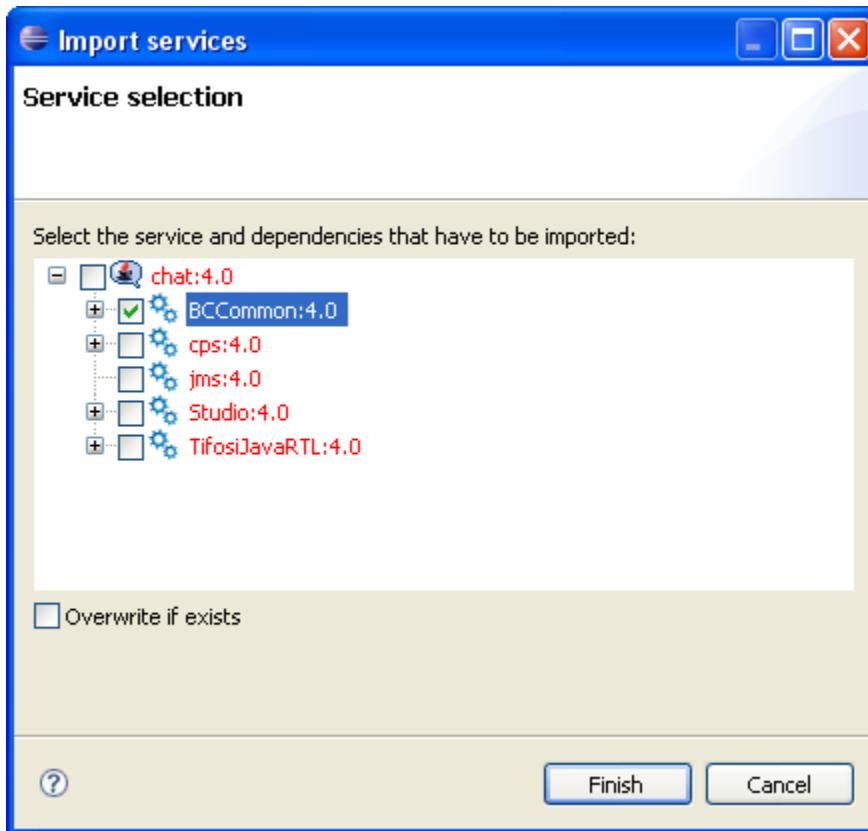 Import services
Service selection
Select the service and dependencies that have to be imported:
chat:4.0
BCCommon:4.0
cps:4.0
jms:4.0
Studio:4.0
TifosiJavaRTL:4.0
Overwrite if exists
Finish Cancel